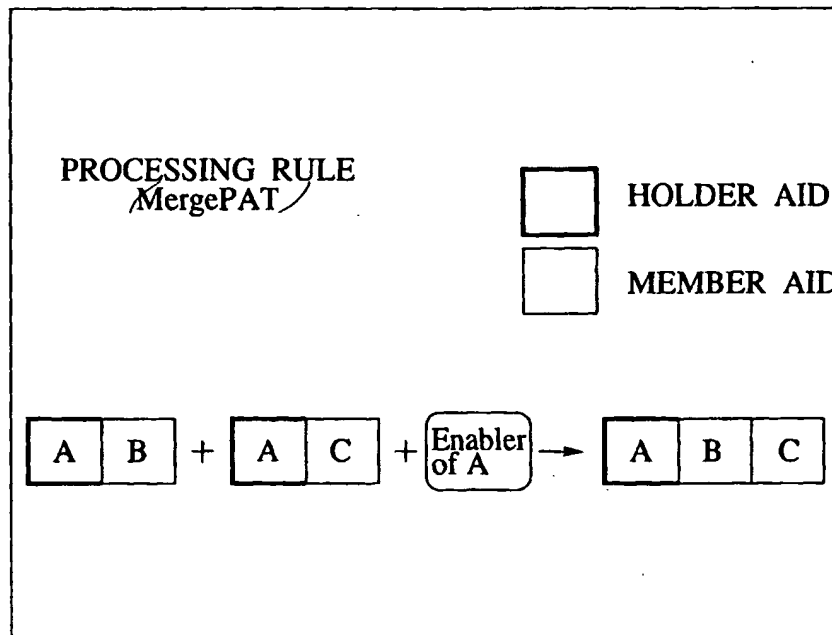 PROCESSING RULE
MergePAT
HOLDER AID
MEMBER AID
A B + A C + Enabler of A → A B C